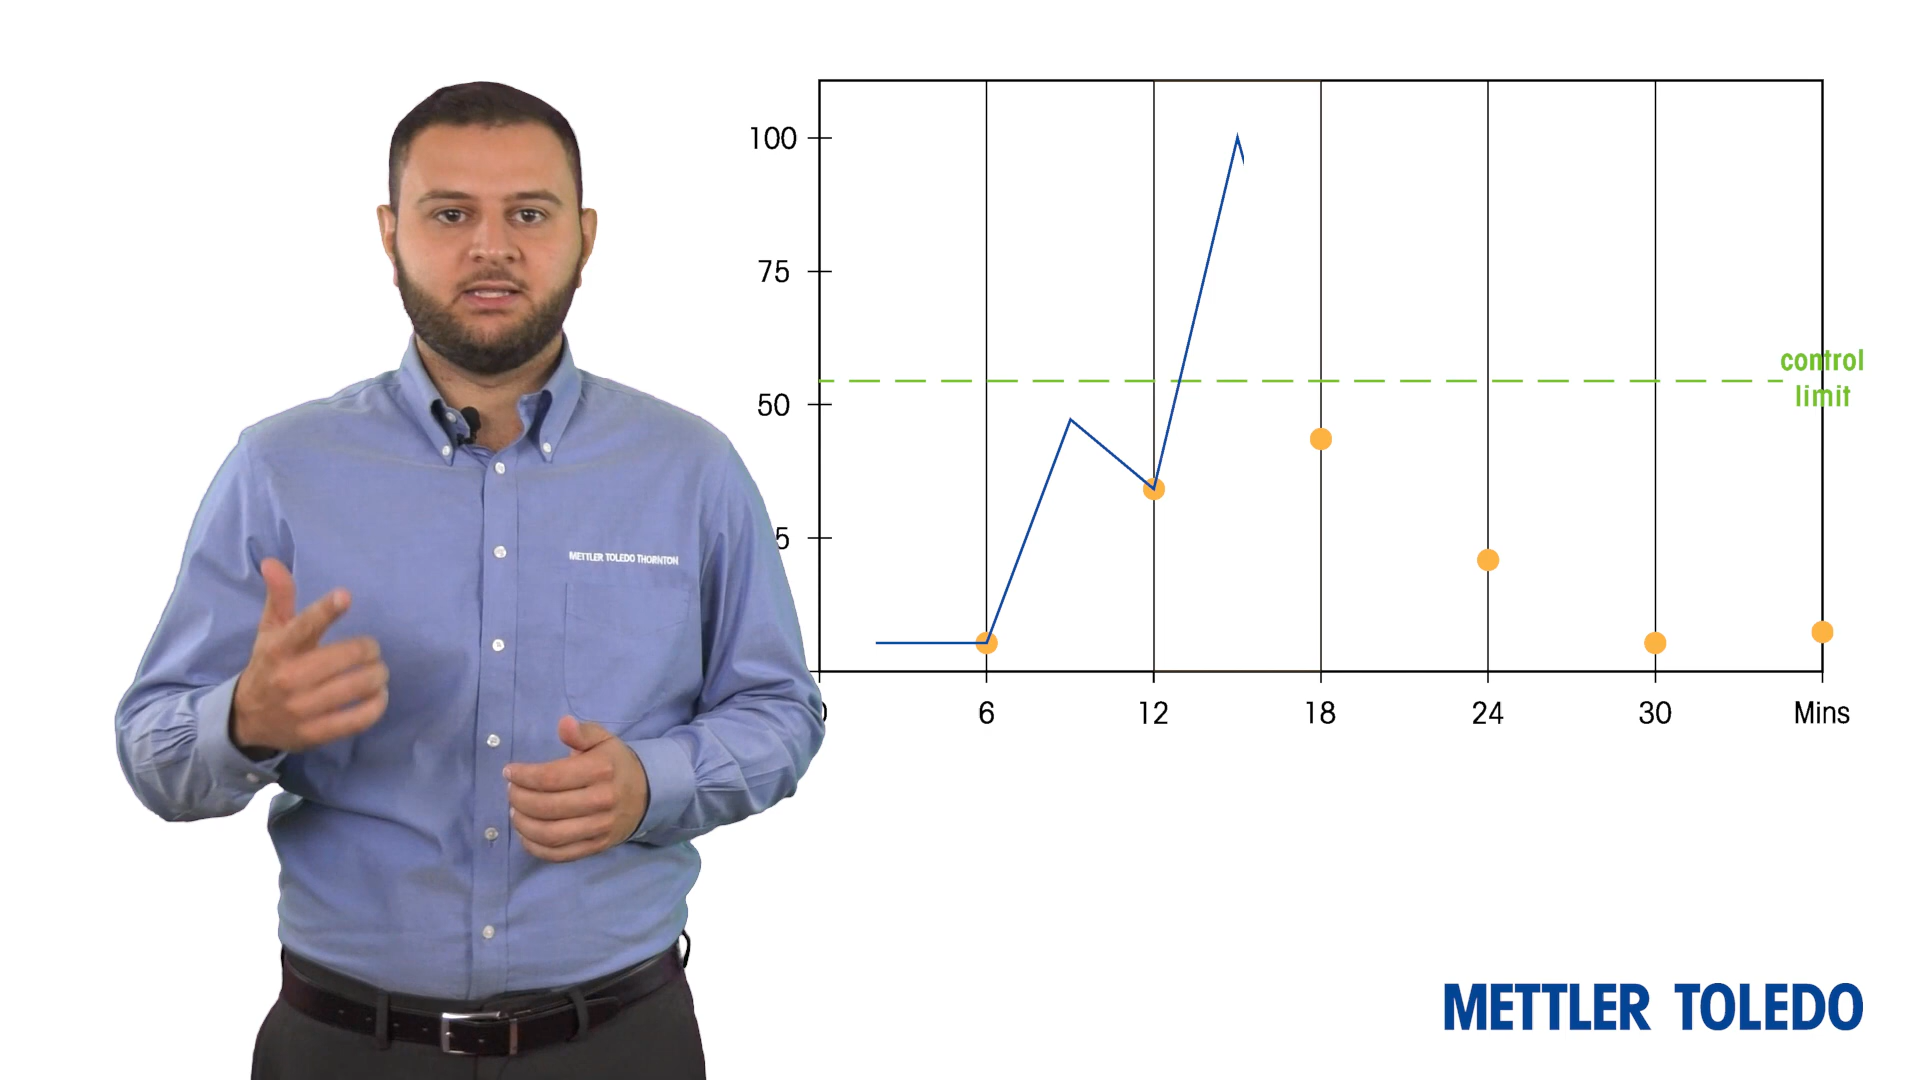 100
75
50
5
control
limit
6 12 18 24 30 Mins
METTLER TOLEDO THORNTON
METTLER TOLEDO